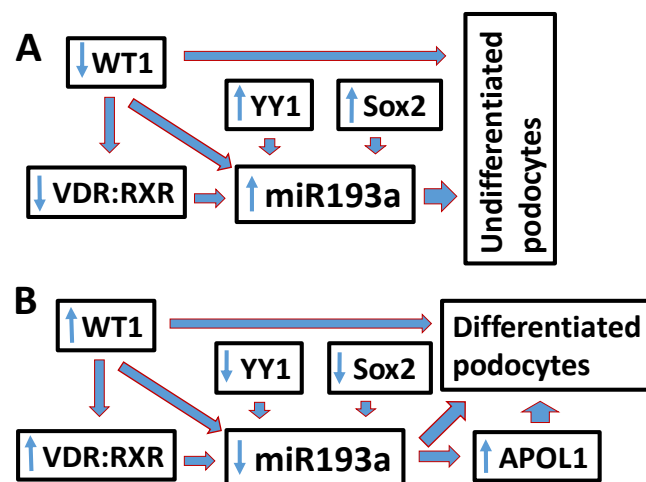 A
WT1
YY1
Sox2
VDR:RXR
miR193a
Undifferentiated
podocytes
B
WT1
YY1
Sox2
Differentiated
podocytes
VDR:RXR
miR193a
APOL1